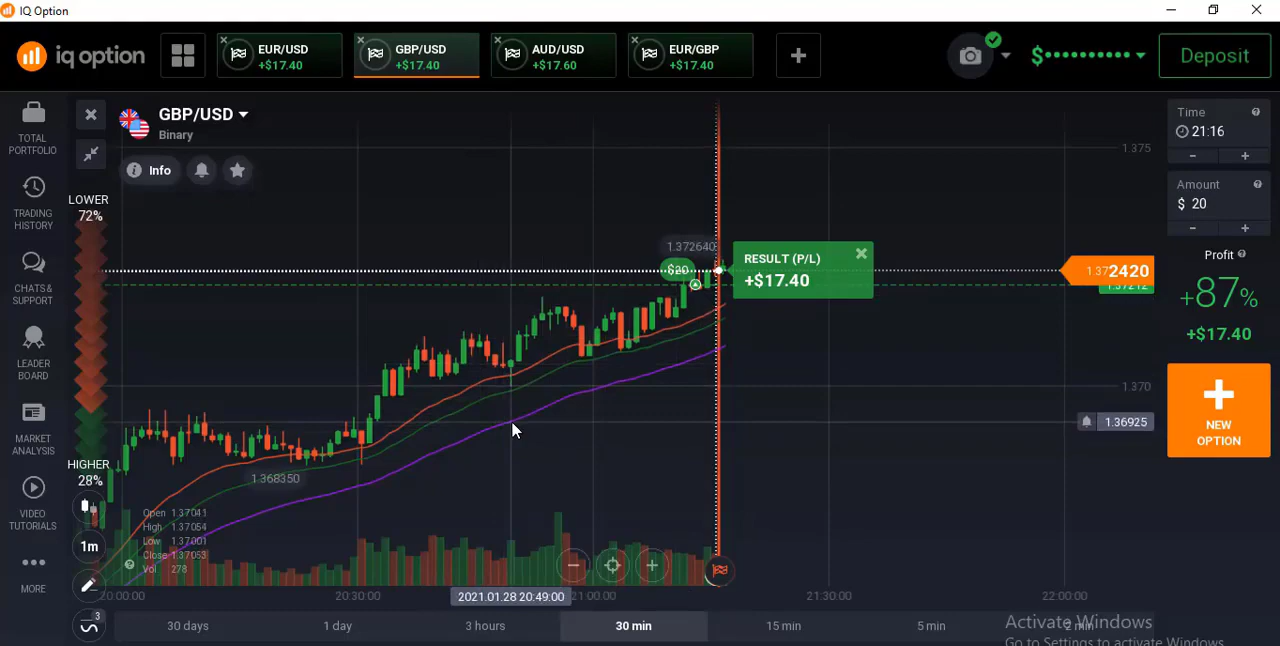 IQ Option
iq option
EUR/USD
+$17.40
GBP/USD
+$17.40
AUD/USD
+$17.60
EUR/GBP
+$17.40
Deposit
TOTAL
PORTFOLIO
TRADING
HISTORY
CHATS &
SUPPORT
LEADER
BOARD
MARKET
ANALYSIS
VIDEO
TUTORIALS
MORE
GBP/USD
Binary
Info
LOWER
72%
HIGHER
28%
1m
3
1.372640
$20
RESULT (P/L)
+$17.40
1.368350
Open 1.37041
High 1.37054
Low 1.37001
Close 1.37053
Vol 278
1.375
1.372420
1.370
1.36925
20:00:00
20:30:00
2021.01.28 20:49:00
21:00:00
21:30:00
22:00:00
30 days
1 day
3 hours
30 min
15 min
5 min
2 min
Time
21:16
Amount
$ 20
Profit
+87%
+$17.40
NEW
OPTION
Activate Windows
Go to Settings to activate Windows.